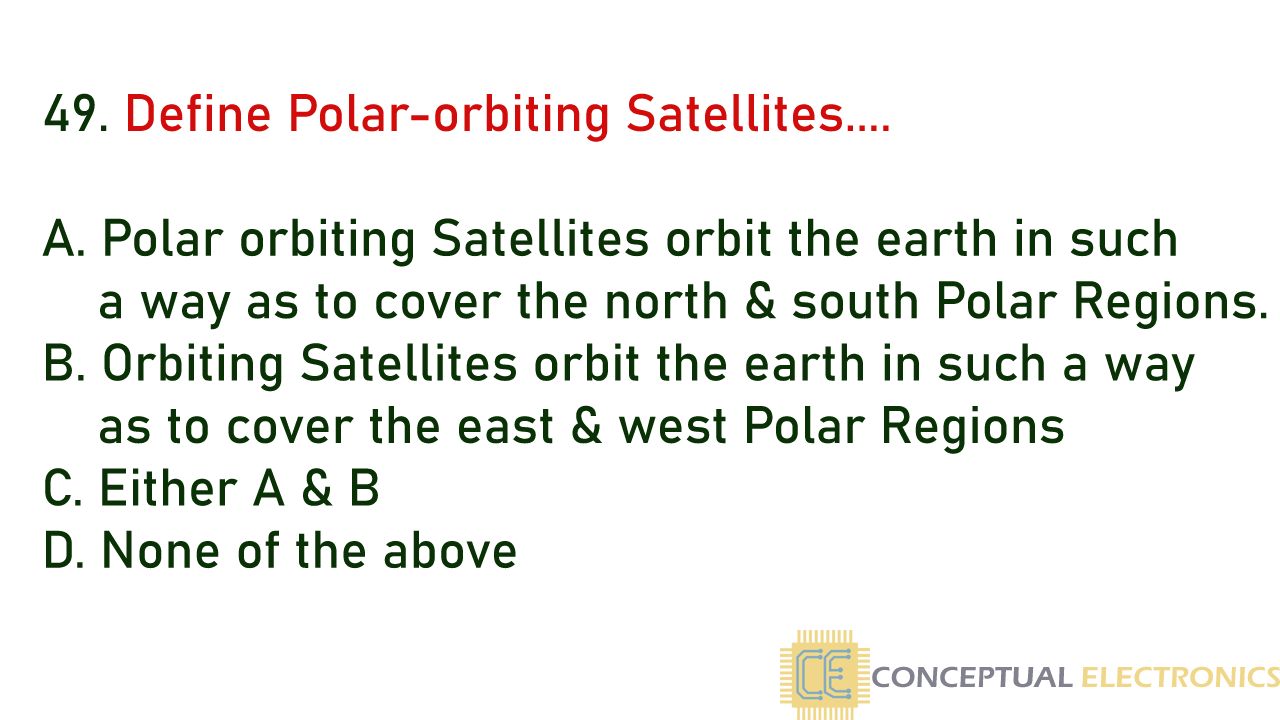 49. Define Polar-orbiting Satellites....
A. Polar orbiting Satellites orbit the earth in such
a way as to cover the north & south Polar Regions.
B. Orbiting Satellites orbit the earth in such a way
as to cover the east & west Polar Regions
C. Either A & B
D. None of the above
CE CONCEPTUAL ELECTRONICS